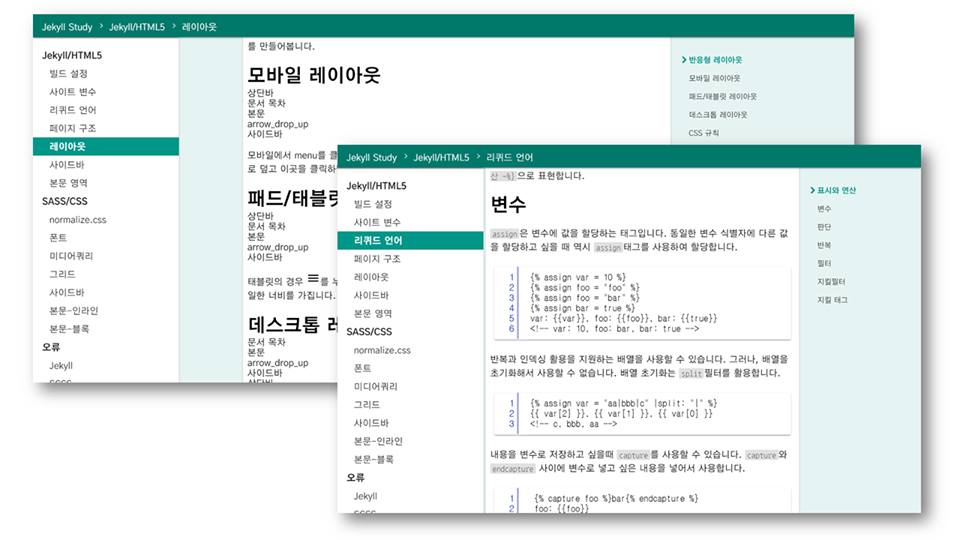 Jekyll Study > Jekyll/HTML5 > 레이아웃
Jekyll/HTML5
빌드 설정
사이트 변수
리퀴드 언어
페이지 구조
레이아웃
사이드바
본문 영역
SASS/CSS
normalize.css
폰트
미디어쿼리
그리드
사이드바
본문-인라인
본문-블록
오류
Jekyll
를 만들어봅니다.
모바일 레이아웃
상단바
문서 목차
본문
arrow_drop_up
사이드바
모바일에서 menu를 클
로 덮고 이곳을 클릭하
패드/태블릿
상단바
문서 목차
본문
arrow_drop_up
사이드바
태블릿의 경우 ☰를 누
일한 너비를 가집니다.
데스크톱 레
문서 목차
본문
arrow_drop_up
사이드바
상단바
> 반응형 레이아웃
모바일 레이아웃
패드/태블릿 레이아웃
데스크톱 레이아웃
CSS 규칙
Jekyll Study > Jekyll/HTML5 > 리퀴드 언어
Jekyll/HTML5
빌드 설정
사이트 변수
리퀴드 언어
페이지 구조
레이아웃
사이드바
본문 영역
SASS/CSS
normalize.css
폰트
미디어쿼리
그리드
사이드바
본문-인라인
본문-블록
오류
Jekyll
산 -%}으로 표현합니다.
변수
assign은 변수에 값을 할당하는 태그입니다. 동일한 변수 식별자에 다른 값
을 할당하고 싶을 때 역시 assign태그를 사용하여 할당합니다.
1 {% assign var = 10 %}
2 {% assign foo = "foo" %}
3 {% assign foo = "bar" %}
4 {% assign bar = true %}
5 var: {{var}}, foo: {{foo}}, bar: {{true}}
6 <!-- var: 10, foo: bar, bar: true -->
반복과 인덱싱 활용을 지원하는 배열을 사용할 수 있습니다. 그러나, 배열을
초기화해서 사용할 수 없습니다. 배열 초기화는 split필터를 활용합니다.
1 {% assign var = "aa|bbb|c" |split: "|" %}
2 {{ var[2] }}, {{ var[1] }}, {{ var[0] }}
3 <!-- c, bbb, aa -->
내용을 변수로 저장하고 싶을때 capture를 사용할 수 있습니다. capture와
endcapture 사이에 변수로 넣고 싶은 내용을 넣어서 사용합니다.
1 {% capture foo %}bar{% endcapture %}
2 foo: {{foo}}
> 표시와 연산
변수
판단
반복
필터
지킬필터
지킬 태그